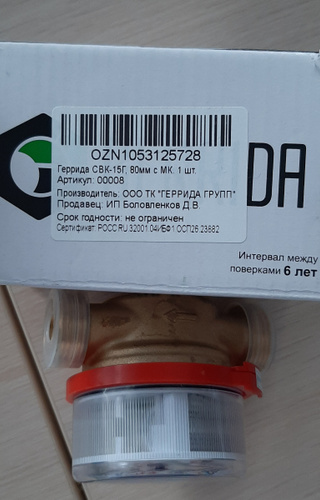 DA
OZN1053125728
Геррида СВК-15Г, 80мм с МК. 1 шт.
Артикул: 00008
Производитель: ООО ТК "ГЕРРИДА ГРУПП"
Продавец: ИП Боловленков Д В.
Срок годности: не ограничен
Сертификат: РОСС RU.32001.04ИБФ1.ОСП26.23882
Интервал между
поверками 6 лет